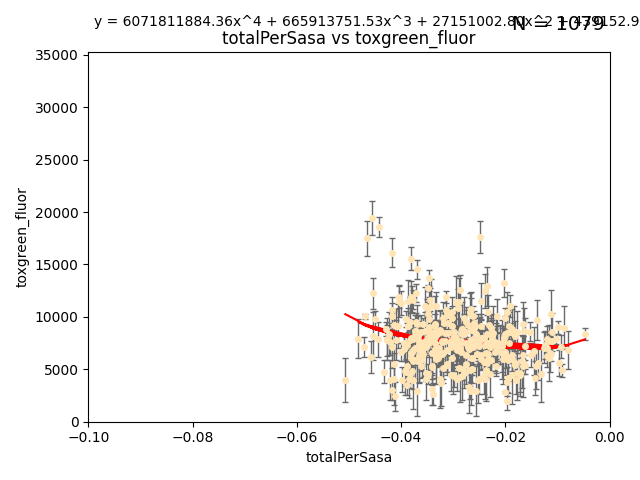 y = 6071811884.36x^4 + 665913751.53x^3 + 27151002.80x^2 + 439152.9
N = 1079
totalPerSasa vs toxgreen_fluor
35000
30000
25000
20000
15000
10000
5000
0
toxgreen_fluor
−0.10
−0.08
−0.06
−0.04
−0.02
0.00
totalPerSasa